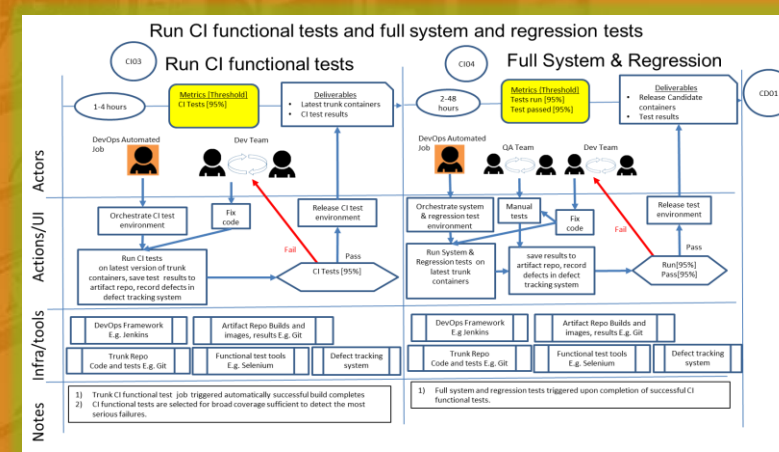 Run CI functional tests and full system and regression tests
CI03
Run CI functional tests
1-4 hours
Metrics [Threshold]
CI Tests [95%]
Deliverables
• Latest trunk containers
• CI test results
CI04
Full System & Regression
2-48
hours
Metrics [Threshold]
Tests run [95%]
Test passed [95%]
Deliverables
• Release Candidate
containers
• Test results
CD01
Actors
DevOps Automated
Job
Dev Team
DevOps Automated
Job
QA Team
Dev Team
Actions/UI
Orchestrate CI test
environment
Fix
code
Release CI test
environment
Fail
Pass
Run CI tests
on latest version of trunk
containers, save test results to
artifact repo, record defects in
defect tracking system
CI Tests [95%]
Orchestrate system
& regression test
environment
Manual
tests
Fix
code
Release test
environment
Fail
Pass
Run System &
Regression tests on
latest trunk
containers
save results to
artifact repo, record
defects in defect
tracking system
Run[95%]
Pass[95%]
Infra/tools
DevOps Framework
E.g. Jenkins
Artifact Repo Builds and
images, results E.g. Git
Trunk Repo
Code and tests E.g. Git
Functional test tools
E.g. Selenium
Defect tracking
system
DevOps Framework
E.g Jenkins
Artifact Repo Builds and
images, results E.g. Git
Trunk Repo
Code and tests E.g. Git
Functional test tools
E.g. Selenium
Defect tracking
system
Notes
1) Trunk CI functional test job triggered automatically successful build completes
2) CI functional tests are selected for broad coverage sufficient to detect the most
serious failures.
1) Full system and regression tests triggered upon completion of successful CI
functional tests.